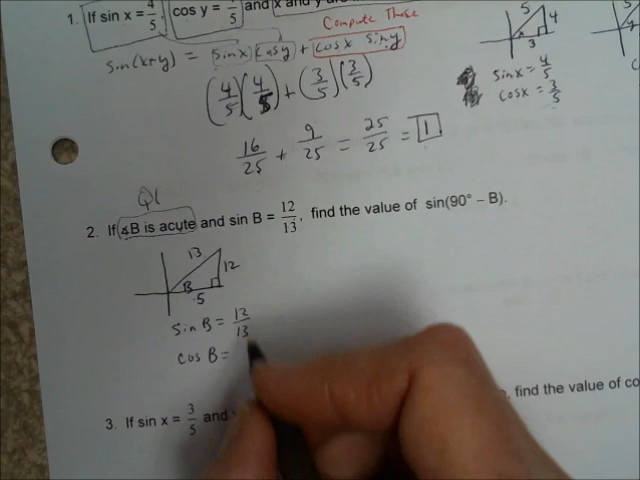 1. If sin x = 4/5, cos y = /5 and x and y are
Compute These
sin(x+y) = sin x cos y + cos x sin y
(4/5)(4/5) + (3/5)(3/5)
16/25 + 9/25 = 25/25 = 1
5
4
3
sin x = 4/5
cos x = 3/5
Q1
2. If ∡B is acute and sin B = 12/13, find the value of sin(90° – B).
13
12
B
5
sin B = 12/13
cos B =
, find the value of co
3. If sin x = 3/5 and